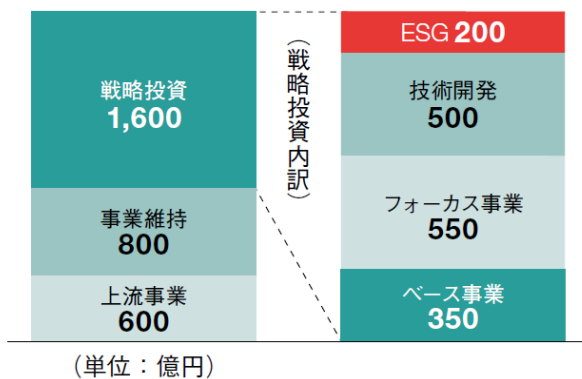 戦略投資
1,600
事業維持
800
上流事業
600
(戦略投資内訳)
ESG 200
技術開発
500
フォーカス事業
550
ベース事業
350
(単位：億円)